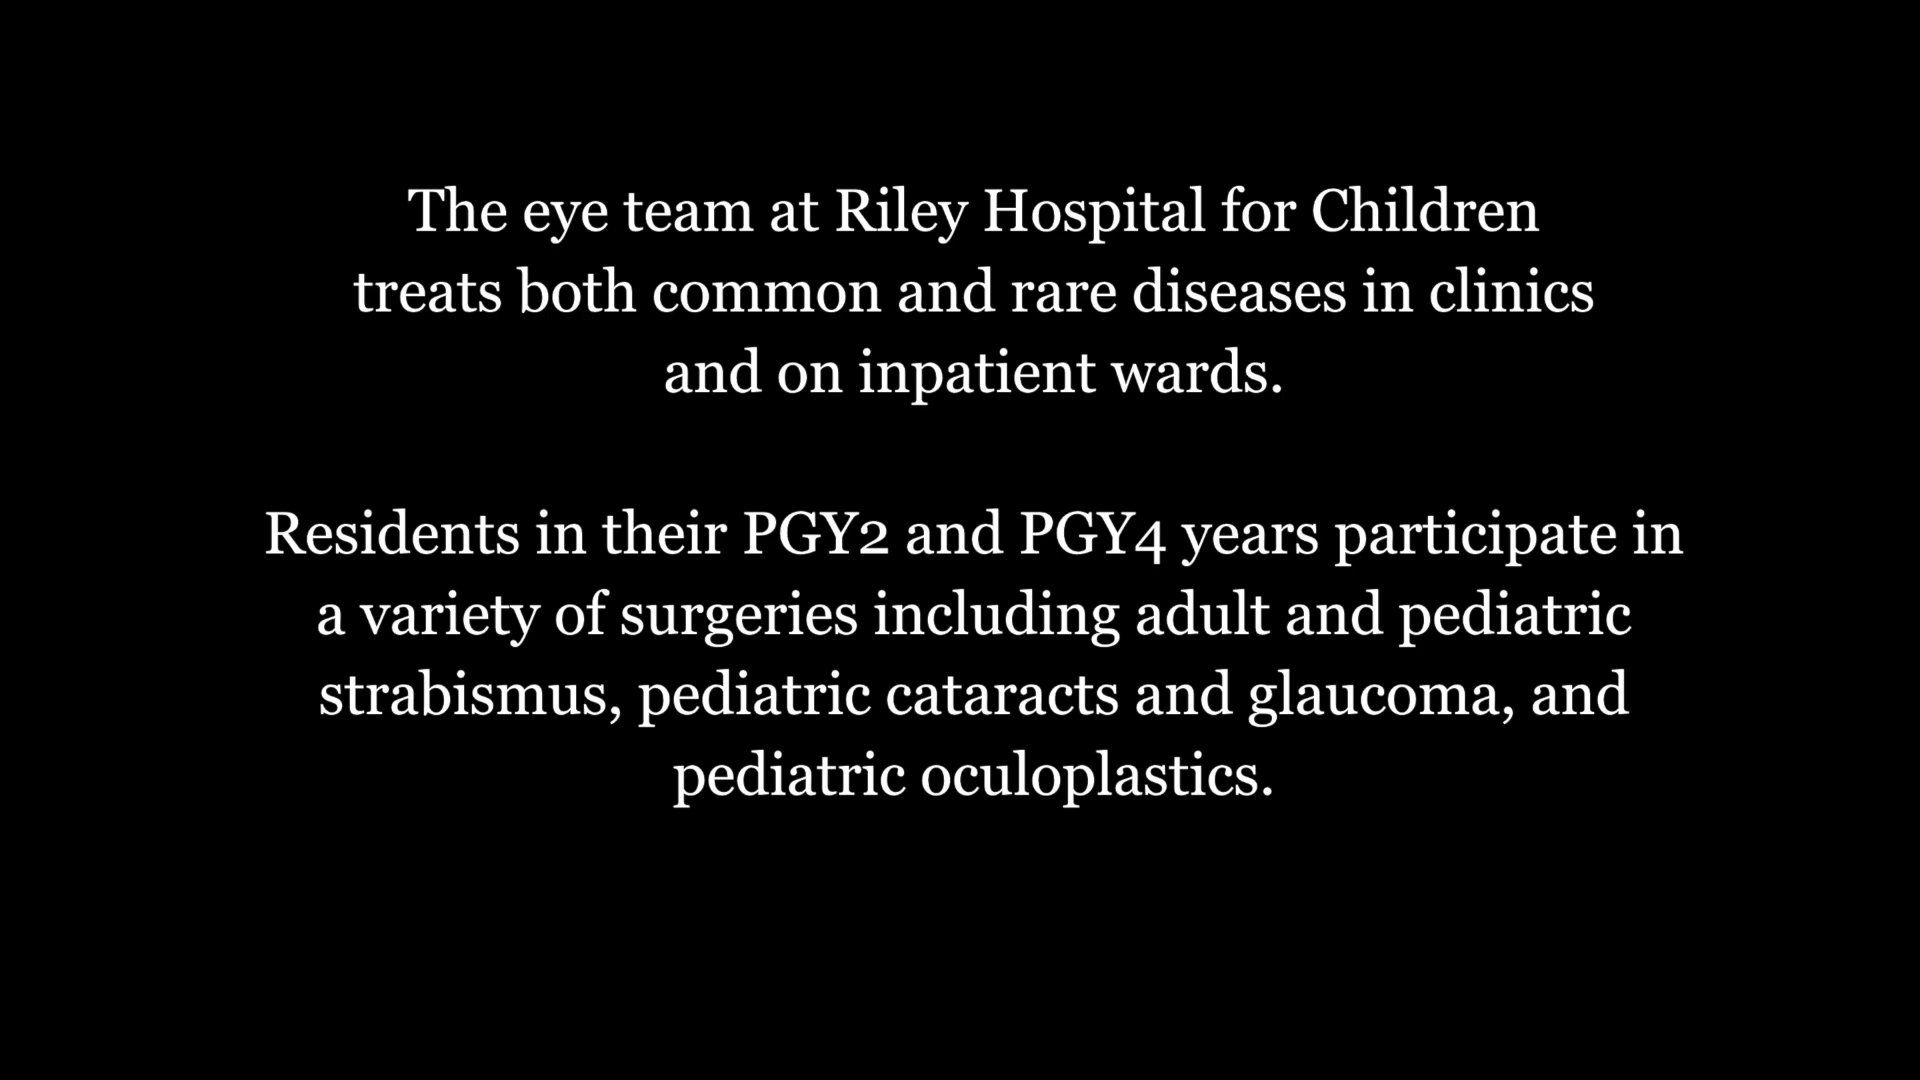 The eye team at Riley Hospital for Children
treats both common and rare diseases in clinics
and on inpatient wards.
Residents in their PGY2 and PGY4 years participate in
a variety of surgeries including adult and pediatric
strabismus, pediatric cataracts and glaucoma, and
pediatric oculoplastics.